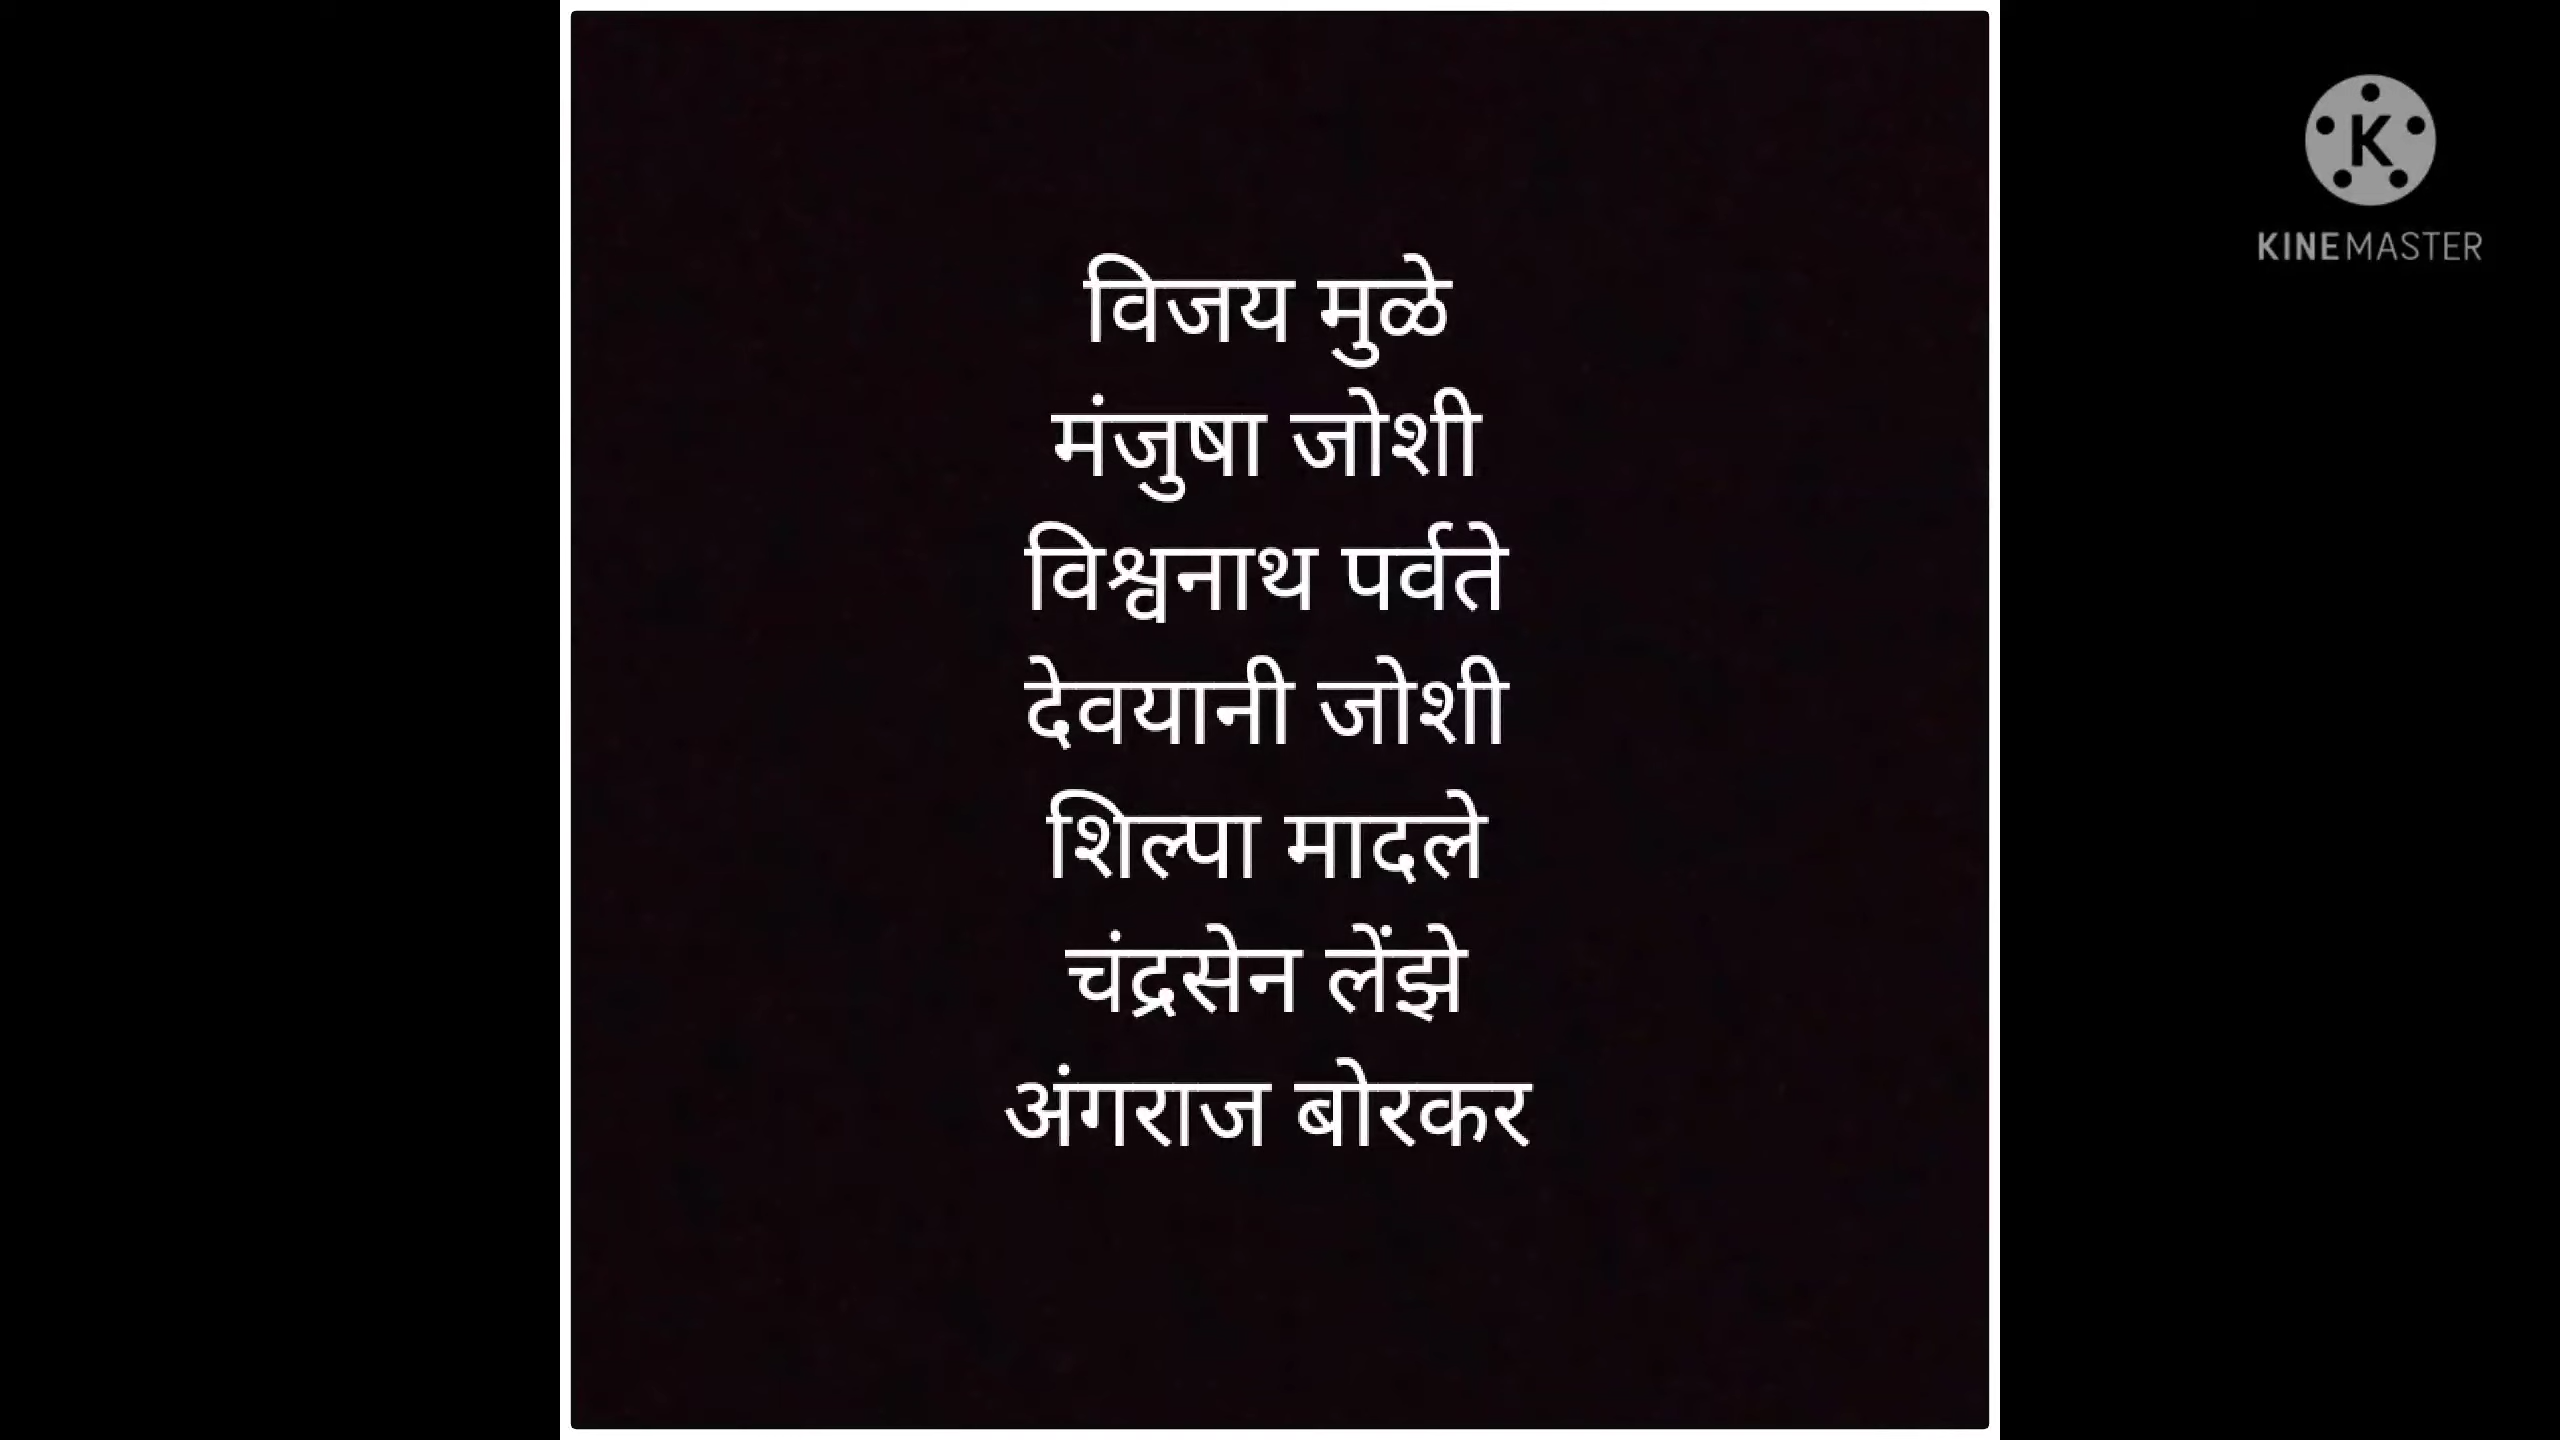 विजय मुळे
मंजुषा जोशी
विश्वनाथ पर्वते
देवयानी जोशी
शिल्पा मादले
चंद्रसेन लेंझे
अंगराज बोरकर
K
KINEMASTER